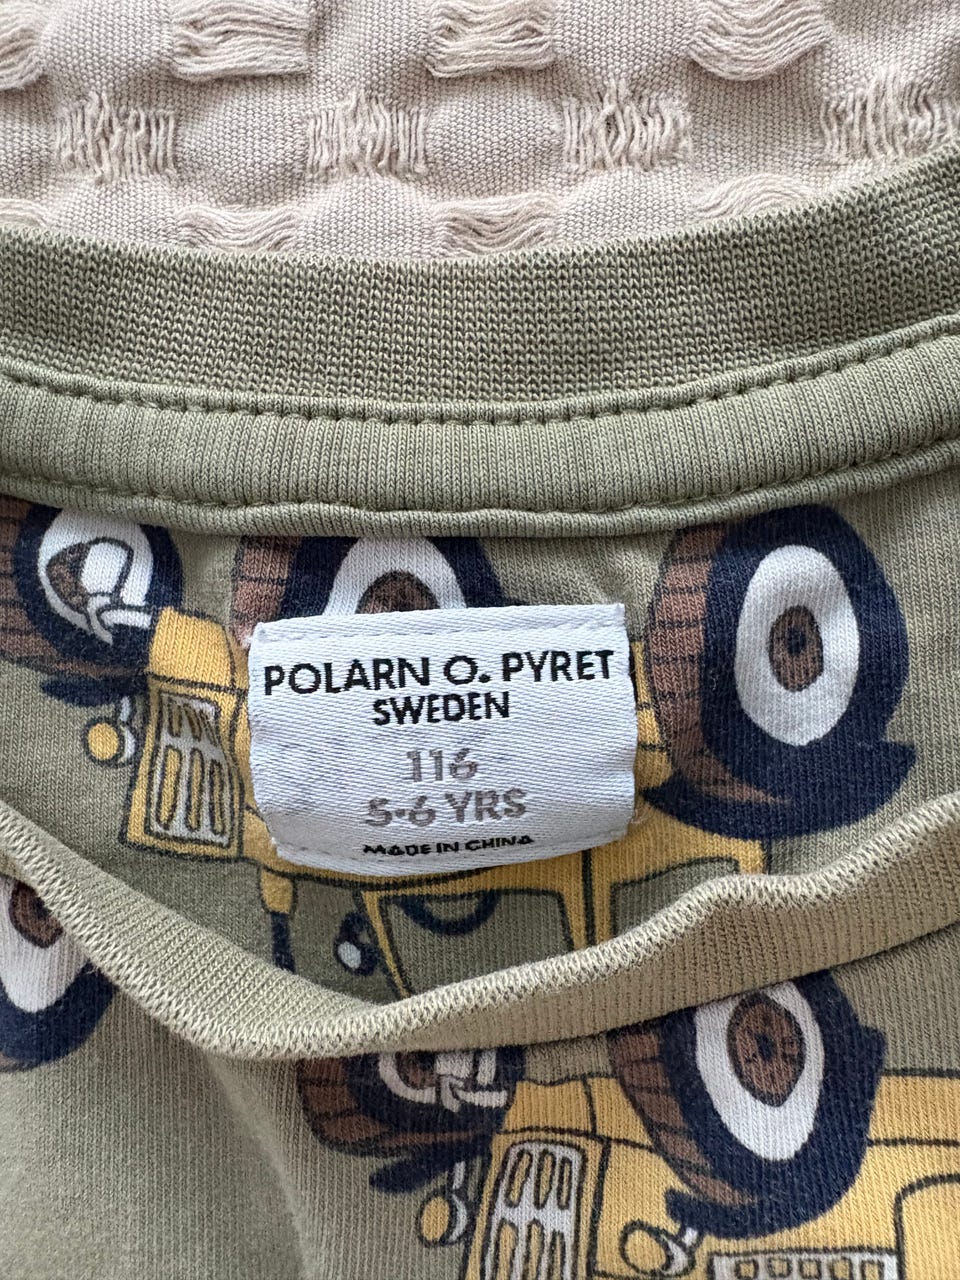 POLARN O. PYRET
SWEDEN
116
5-6 YRS
MADE IN CHINA